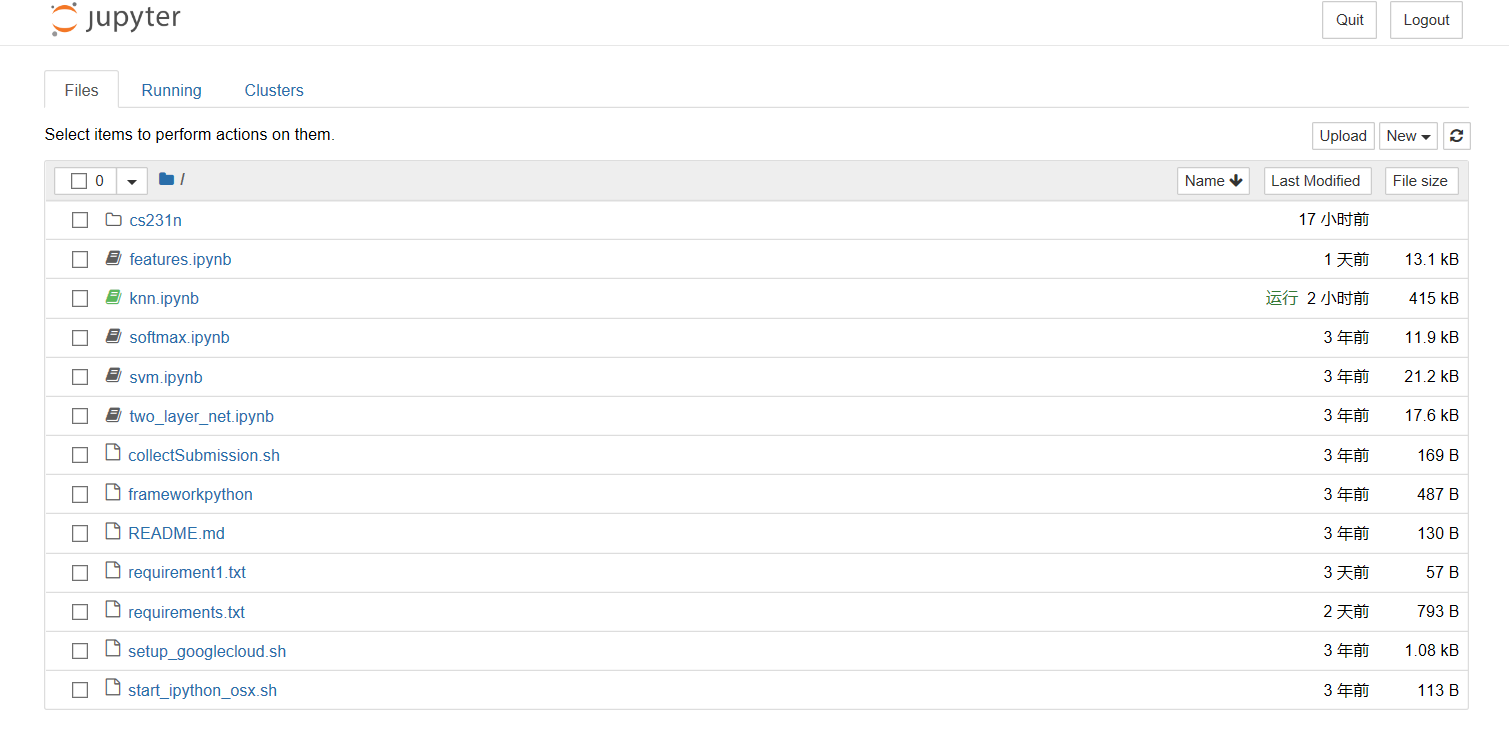 jupyter Quit Logout
Files Running Clusters
Select items to perform actions on them.
Upload New
0 / Name Last Modified File size
cs231n 17 小时前
features.ipynb 1 天前 13.1 kB
knn.ipynb 运行 2 小时前 415 kB
softmax.ipynb 3 年前 11.9 kB
svm.ipynb 3 年前 21.2 kB
two_layer_net.ipynb 3 年前 17.6 kB
collectSubmission.sh 3 年前 169 B
frameworkpython 3 年前 487 B
README.md 3 年前 130 B
requirement1.txt 3 天前 57 B
requirements.txt 2 天前 793 B
setup_googlecloud.sh 3 年前 1.08 kB
start_ipython_osx.sh 3 年前 113 B